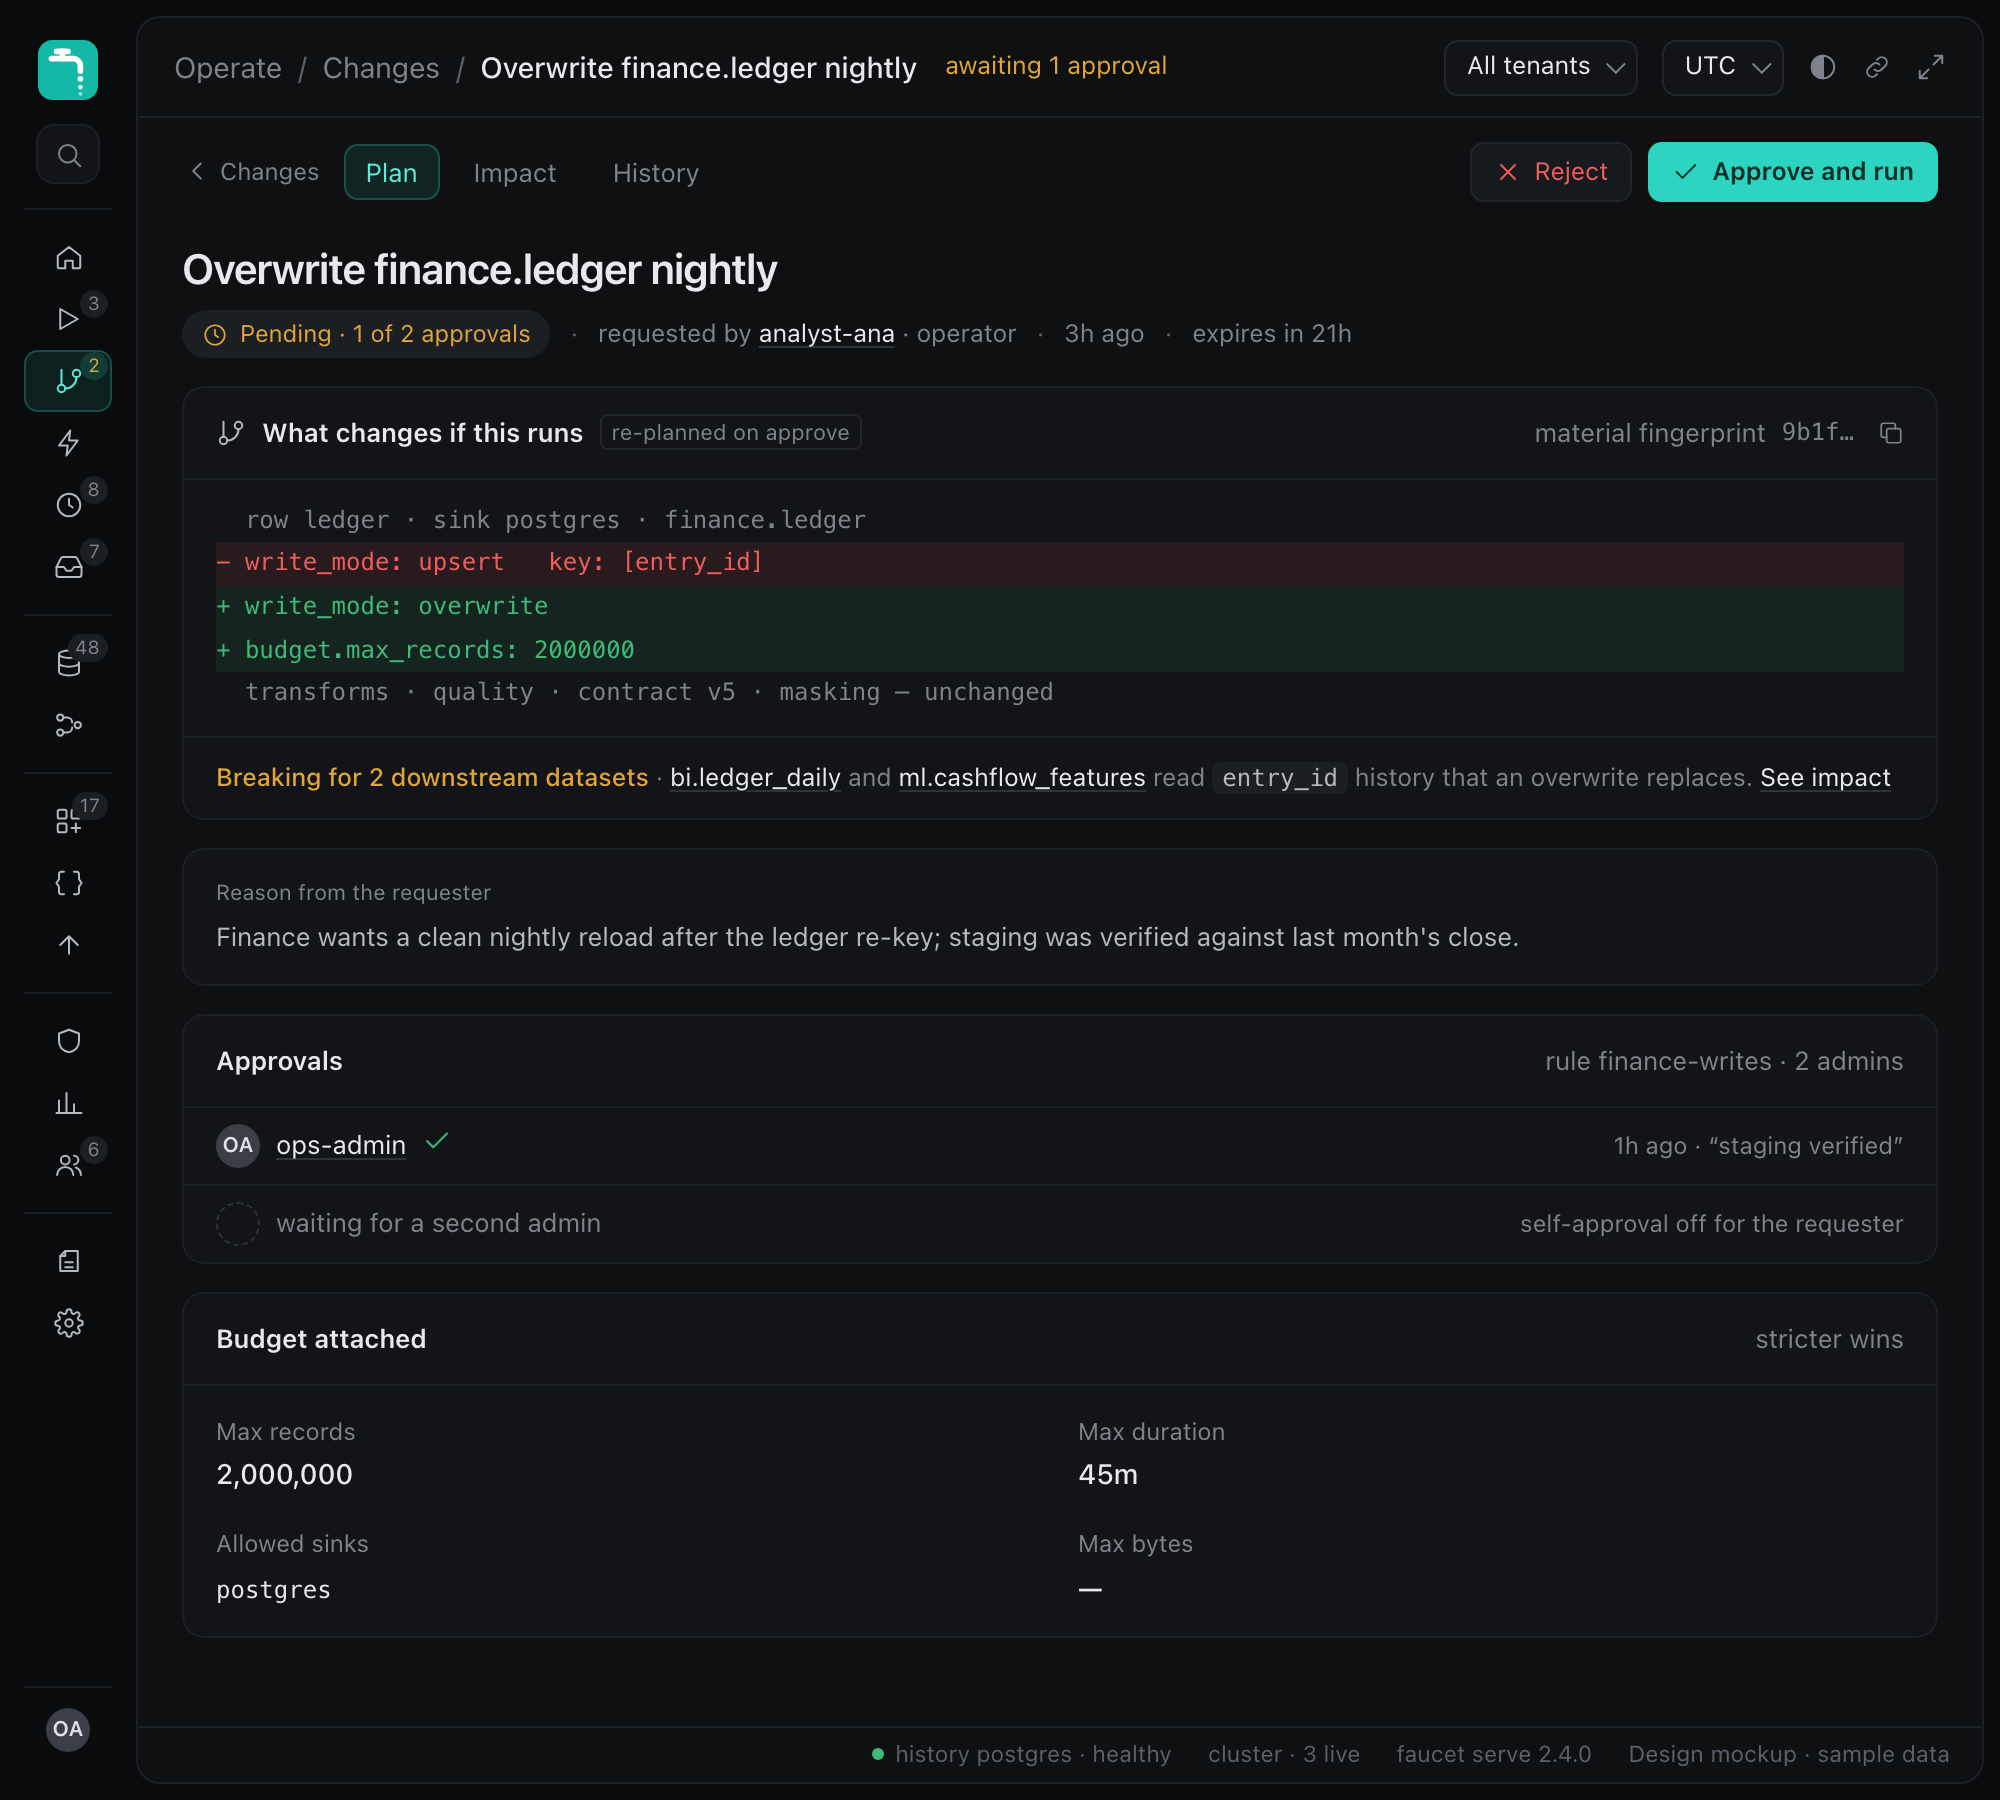 Operate / Changes / Overwrite finance.ledger nightly awaiting 1 approval All tenants UTC
Changes Plan Impact History Reject Approve and run
Overwrite finance.ledger nightly
Pending · 1 of 2 approvals · requested by analyst-ana · operator · 3h ago · expires in 21h
What changes if this runs re-planned on approve material fingerprint 9b1f…
row ledger · sink postgres · finance.ledger
− write_mode: upsert key: [entry_id]
+ write_mode: overwrite
+ budget.max_records: 2000000
transforms · quality · contract v5 · masking — unchanged
Breaking for 2 downstream datasets · bi.ledger_daily and ml.cashflow_features read entry_id history that an overwrite replaces. See impact
Reason from the requester
Finance wants a clean nightly reload after the ledger re-key; staging was verified against last month's close.
Approvals rule finance-writes · 2 admins
OA ops-admin 1h ago · “staging verified”
waiting for a second admin self-approval off for the requester
Budget attached stricter wins
Max records Max duration
2,000,000 45m
Allowed sinks Max bytes
postgres —
3
2
8
7
48
17
6
OA
history postgres · healthy cluster · 3 live faucet serve 2.4.0 Design mockup · sample data